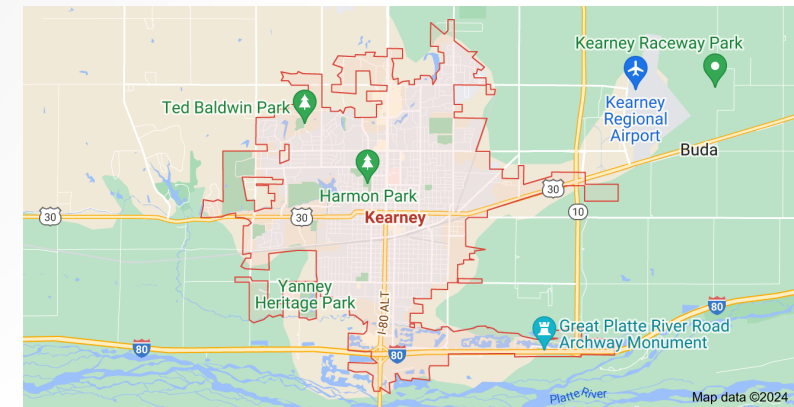 Kearney Raceway Park
Ted Baldwin Park
Kearney
Regional
Airport
Buda
Harmon Park
30
30
30
Kearney
10
Yanney
Heritage Park
I-80 ALT
80
Great Platte River Road
Archway Monument
80
80
Platte River
Map data ©2024